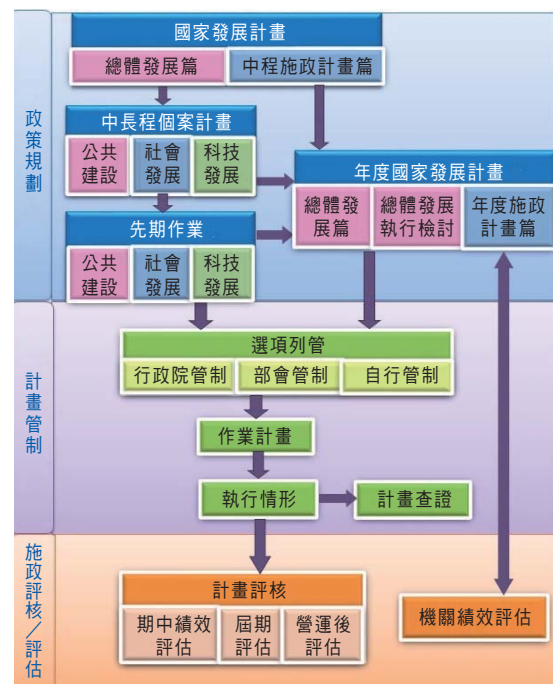 政策規劃
國家發展計畫
總體發展篇
中程施政計畫篇
中長程個案計畫
公共
建設
社會
發展
科技
發展
先期作業
公共
建設
社會
發展
科技
發展
年度國家發展計畫
總體發
展篇
總體發展
執行檢討
年度施政
計畫篇
計畫管制
選項列管
行政院管制
部會管制
自行管制
作業計畫
執行情形
計畫查證
施政評核／評估
計畫評核
期中績效
評估
屆期
評估
營運後
評估
機關績效評估